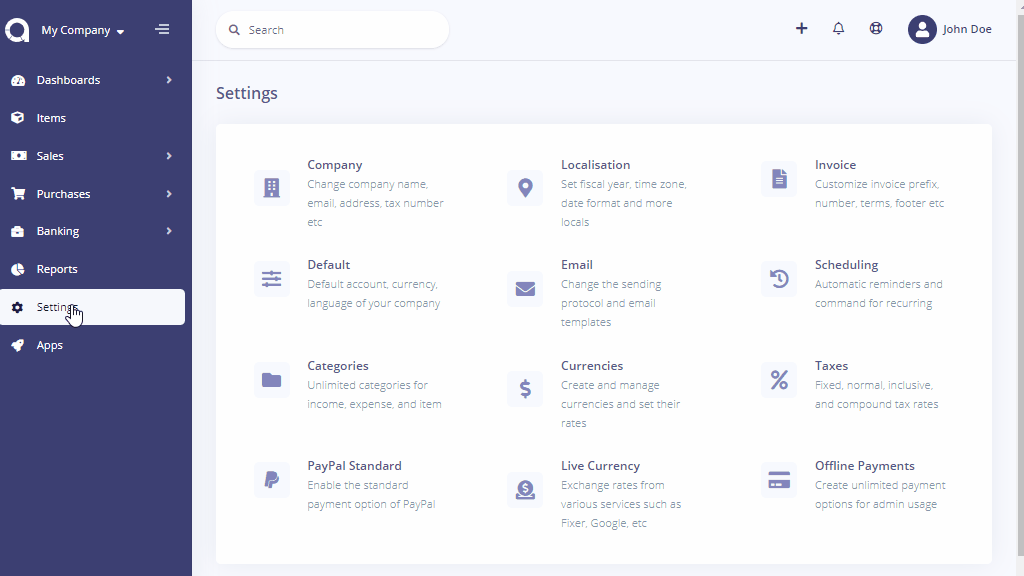 My Company
Search
John Doe
Dashboards
Items
Sales
Purchases
Banking
Reports
Settings
Apps
Settings
Company
Change company name,
email, address, tax number
etc
Localisation
Set fiscal year, time zone,
date format and more
locals
Invoice
Customize invoice prefix,
number, terms, footer etc
Default
Default account, currency,
language of your company
Email
Change the sending
protocol and email
templates
Scheduling
Automatic reminders and
command for recurring
Categories
Unlimited categories for
income, expense, and item
Currencies
Create and manage
currencies and set their
rates
Taxes
Fixed, normal, inclusive,
and compound tax rates
PayPal Standard
Enable the standard
payment option of PayPal
Live Currency
Exchange rates from
various services such as
Fixer, Google, etc
Offline Payments
Create unlimited payment
options for admin usage